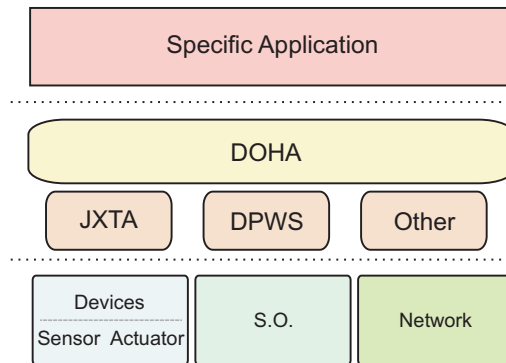 Specific Application
DOHA
JXTA DPWS Other
Devices
Sensor Actuator
S.O.
Network